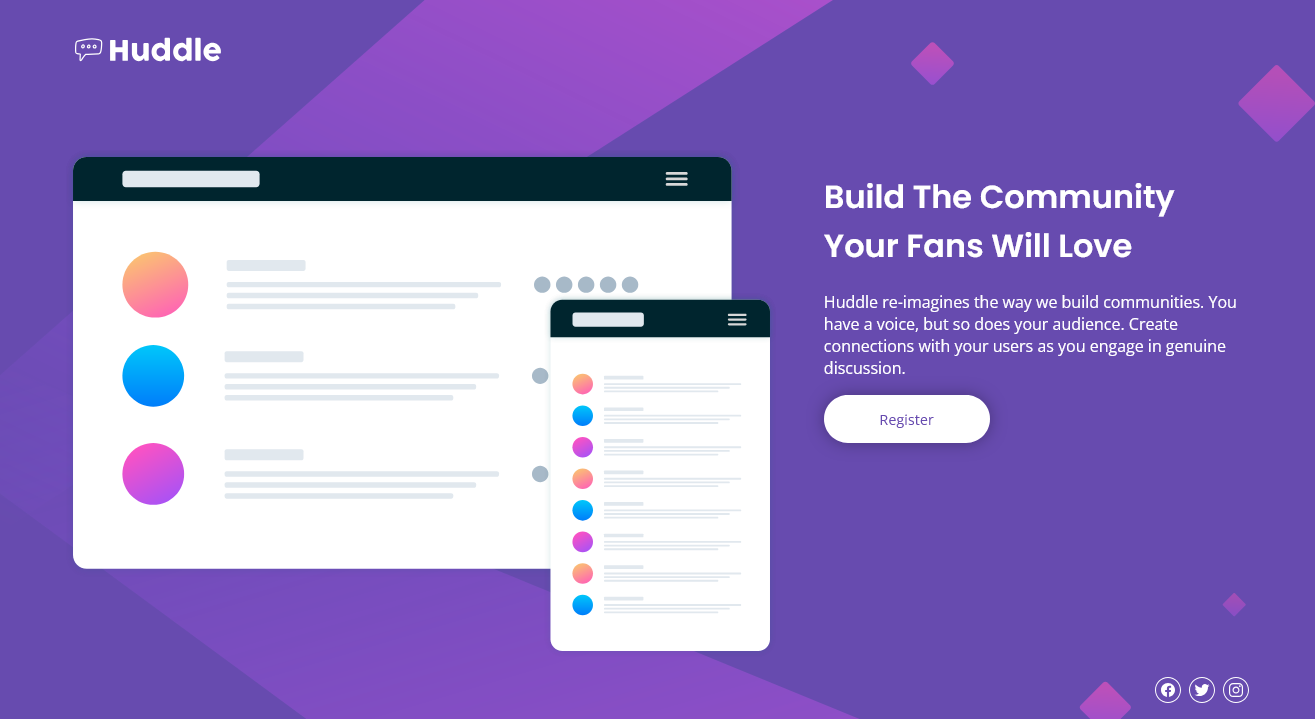 Huddle
Build The Community
Your Fans Will Love
Huddle re-imagines the way we build communities. You
have a voice, but so does your audience. Create
connections with your users as you engage in genuine
discussion.
Register